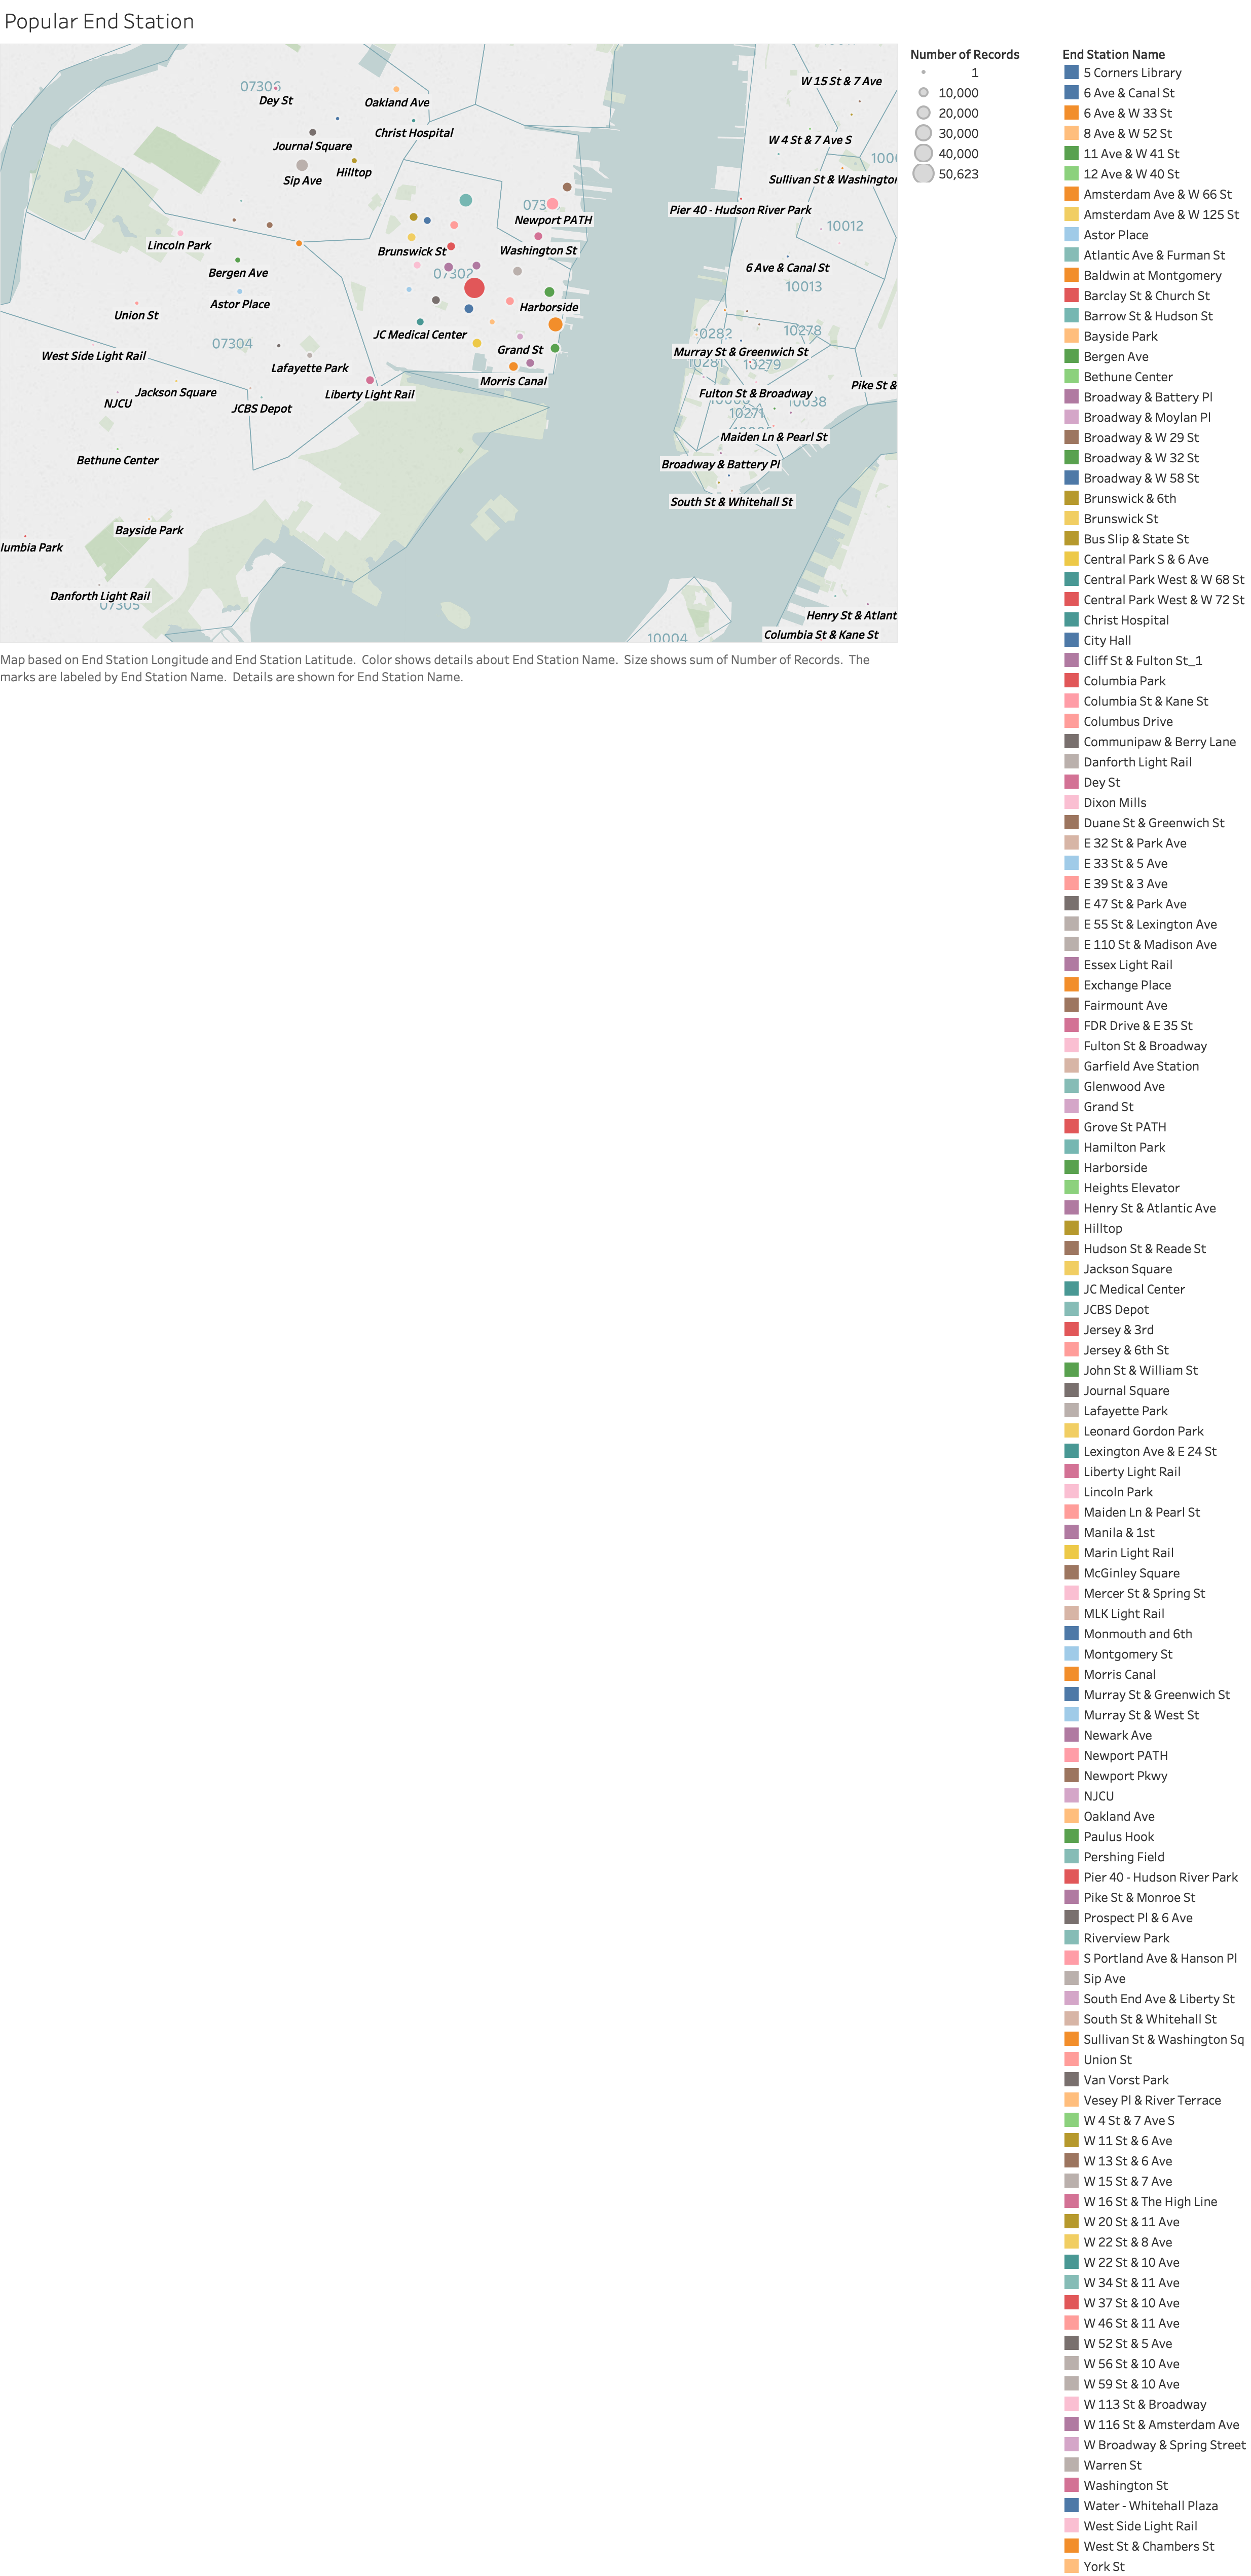 Popular End Station
07306
Dey St
Oakland Ave
Christ Hospital
Journal Square
Hilltop
Sip Ave
Newport PATH
Lincoln Park
Brunswick St
Washington St
Bergen Ave
07302
Astor Place
Harborside
Union St
JC Medical Center
07304
Grand St
West Side Light Rail
Lafayette Park
Morris Canal
Jackson Square
Liberty Light Rail
NJCU
JCBS Depot
Bethune Center
Bayside Park
lumbia Park
Danforth Light Rail
07305
W 15 St & 7 Ave
W 4 St & 7 Ave S
Sullivan St & Washington
Pier 40 - Hudson River Park
10012
6 Ave & Canal St
10013
10282
10278
Murray St & Greenwich St
10281
10279
Pike St &
Fulton St & Broadway
10038
10271
Maiden Ln & Pearl St
Broadway & Battery Pl
South St & Whitehall St
Henry St & Atlant
Columbia St & Kane St
10004
Map based on End Station Longitude and End Station Latitude. Color shows details about End Station Name. Size shows sum of Number of Records. The
marks are labeled by End Station Name. Details are shown for End Station Name.
Number of Records
1
10,000
20,000
30,000
40,000
50,623
End Station Name
5 Corners Library
6 Ave & Canal St
6 Ave & W 33 St
8 Ave & W 52 St
11 Ave & W 41 St
12 Ave & W 40 St
Amsterdam Ave & W 66 St
Amsterdam Ave & W 125 St
Astor Place
Atlantic Ave & Furman St
Baldwin at Montgomery
Barclay St & Church St
Barrow St & Hudson St
Bayside Park
Bergen Ave
Bethune Center
Broadway & Battery Pl
Broadway & Moylan Pl
Broadway & W 29 St
Broadway & W 32 St
Broadway & W 58 St
Brunswick & 6th
Brunswick St
Bus Slip & State St
Central Park S & 6 Ave
Central Park West & W 68 St
Central Park West & W 72 St
Christ Hospital
City Hall
Cliff St & Fulton St_1
Columbia Park
Columbia St & Kane St
Columbus Drive
Communipaw & Berry Lane
Danforth Light Rail
Dey St
Dixon Mills
Duane St & Greenwich St
E 32 St & Park Ave
E 33 St & 5 Ave
E 39 St & 3 Ave
E 47 St & Park Ave
E 55 St & Lexington Ave
E 110 St & Madison Ave
Essex Light Rail
Exchange Place
Fairmount Ave
FDR Drive & E 35 St
Fulton St & Broadway
Garfield Ave Station
Glenwood Ave
Grand St
Grove St PATH
Hamilton Park
Harborside
Heights Elevator
Henry St & Atlantic Ave
Hilltop
Hudson St & Reade St
Jackson Square
JC Medical Center
JCBS Depot
Jersey & 3rd
Jersey & 6th St
John St & William St
Journal Square
Lafayette Park
Leonard Gordon Park
Lexington Ave & E 24 St
Liberty Light Rail
Lincoln Park
Maiden Ln & Pearl St
Manila & 1st
Marin Light Rail
McGinley Square
Mercer St & Spring St
MLK Light Rail
Monmouth and 6th
Montgomery St
Morris Canal
Murray St & Greenwich St
Murray St & West St
Newark Ave
Newport PATH
Newport Pkwy
NJCU
Oakland Ave
Paulus Hook
Pershing Field
Pier 40 - Hudson River Park
Pike St & Monroe St
Prospect Pl & 6 Ave
Riverview Park
S Portland Ave & Hanson Pl
Sip Ave
South End Ave & Liberty St
South St & Whitehall St
Sullivan St & Washington Sq
Union St
Van Vorst Park
Vesey Pl & River Terrace
W 4 St & 7 Ave S
W 11 St & 6 Ave
W 13 St & 6 Ave
W 15 St & 7 Ave
W 16 St & The High Line
W 20 St & 11 Ave
W 22 St & 8 Ave
W 22 St & 10 Ave
W 34 St & 11 Ave
W 37 St & 10 Ave
W 46 St & 11 Ave
W 52 St & 5 Ave
W 56 St & 10 Ave
W 59 St & 10 Ave
W 113 St & Broadway
W 116 St & Amsterdam Ave
W Broadway & Spring Street
Warren St
Washington St
Water - Whitehall Plaza
West Side Light Rail
West St & Chambers St
York St